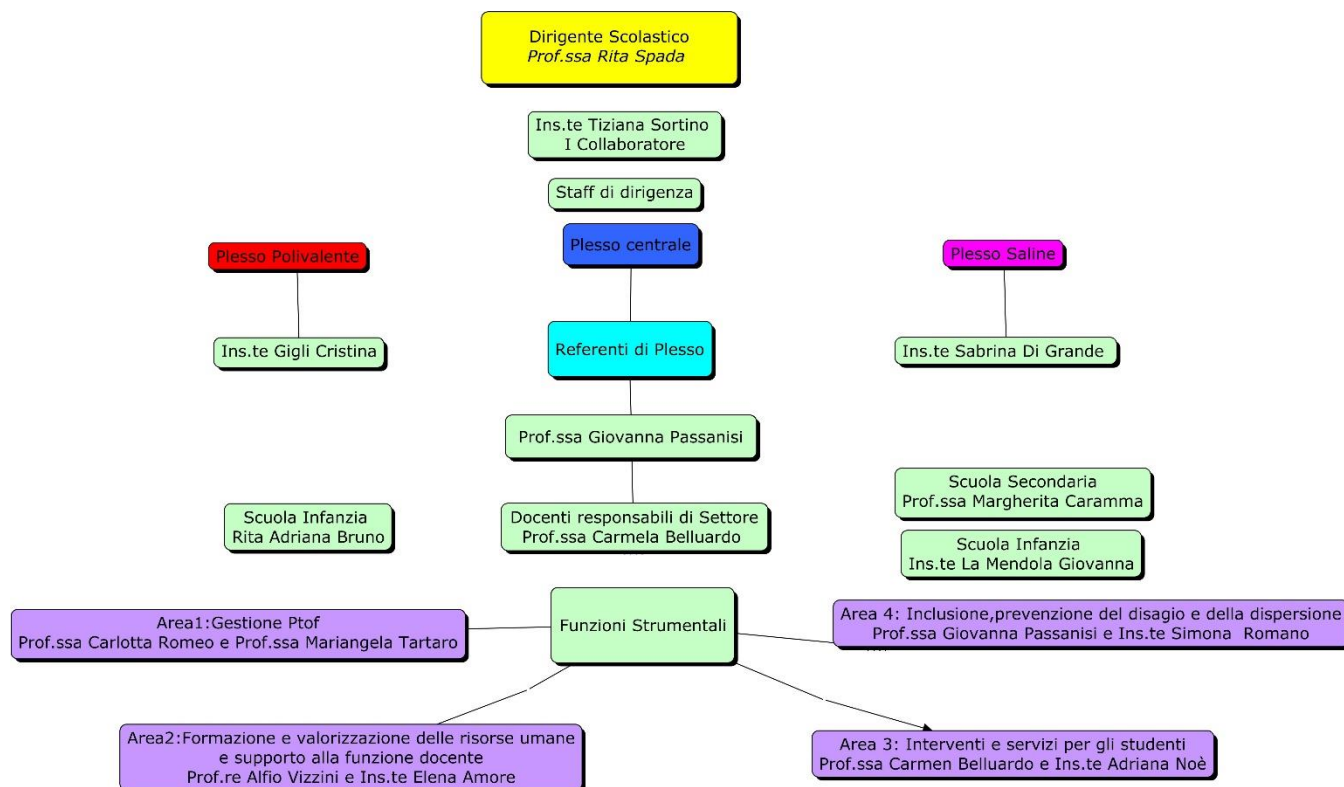 Dirigente Scolastico
Prof.ssa Rita Spada
Ins.te Tiziana Sortino
I Collaboratore
Staff di dirigenza
Plesso Polivalente
Plesso centrale
Plesso Saline
Ins.te Gigli Cristina
Referenti di Plesso
Ins.te Sabrina Di Grande
Prof.ssa Giovanna Passanisi
Scuola Infanzia
Rita Adriana Bruno
Docenti responsabili di Settore
Prof.ssa Carmela Belluardo
Scuola Secondaria
Prof.ssa Margherita Caramma
Scuola Infanzia
Ins.te La Mendola Giovanna
Funzioni Strumentali
Area1:Gestione Ptof
Prof.ssa Carlotta Romeo e Prof.ssa Mariangela Tartaro
Area 4: Inclusione,prevenzione del disagio e della dispersione
Prof.ssa Giovanna Passanisi e Ins.te Simona Romano
Area2:Formazione e valorizzazione delle risorse umane
e supporto alla funzione docente
Prof.re Alfio Vizzini e Ins.te Elena Amore
Area 3: Interventi e servizi per gli studenti
Prof.ssa Carmen Belluardo e Ins.te Adriana Noè